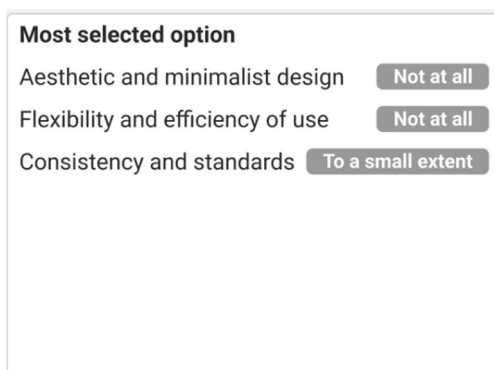 Most selected option
Aesthetic and minimalist design Not at all
Flexibility and efficiency of use Not at all
Consistency and standards To a small extent